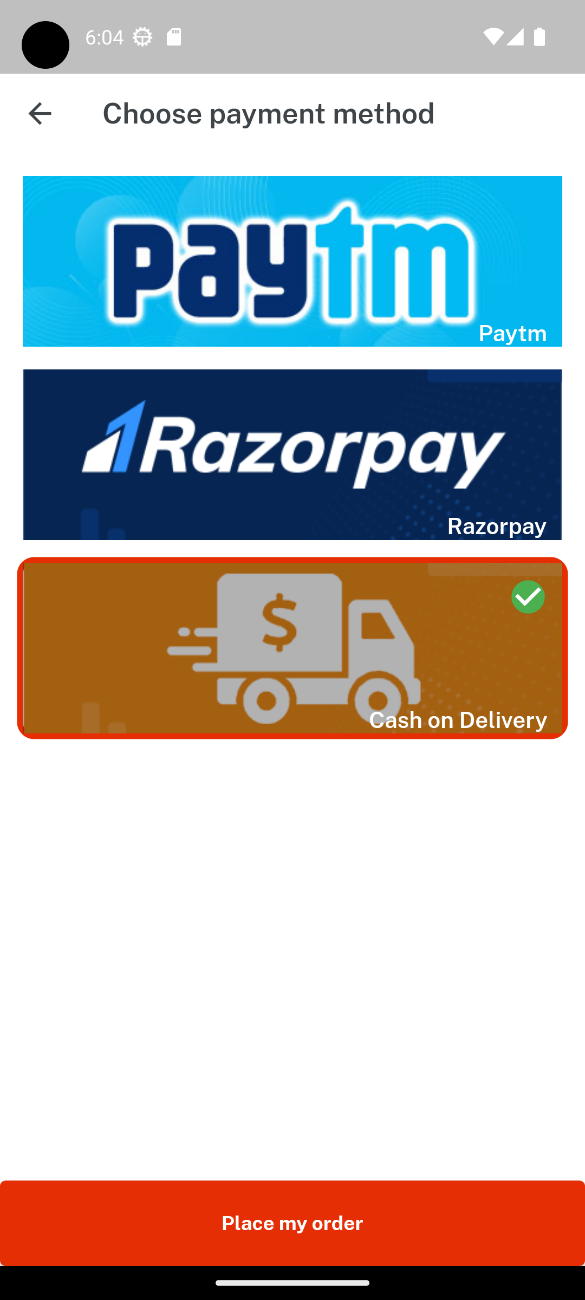 6:04
Choose payment method
paytm
Paytm
Razorpay
Razorpay
$
Cash on Delivery
Place my order